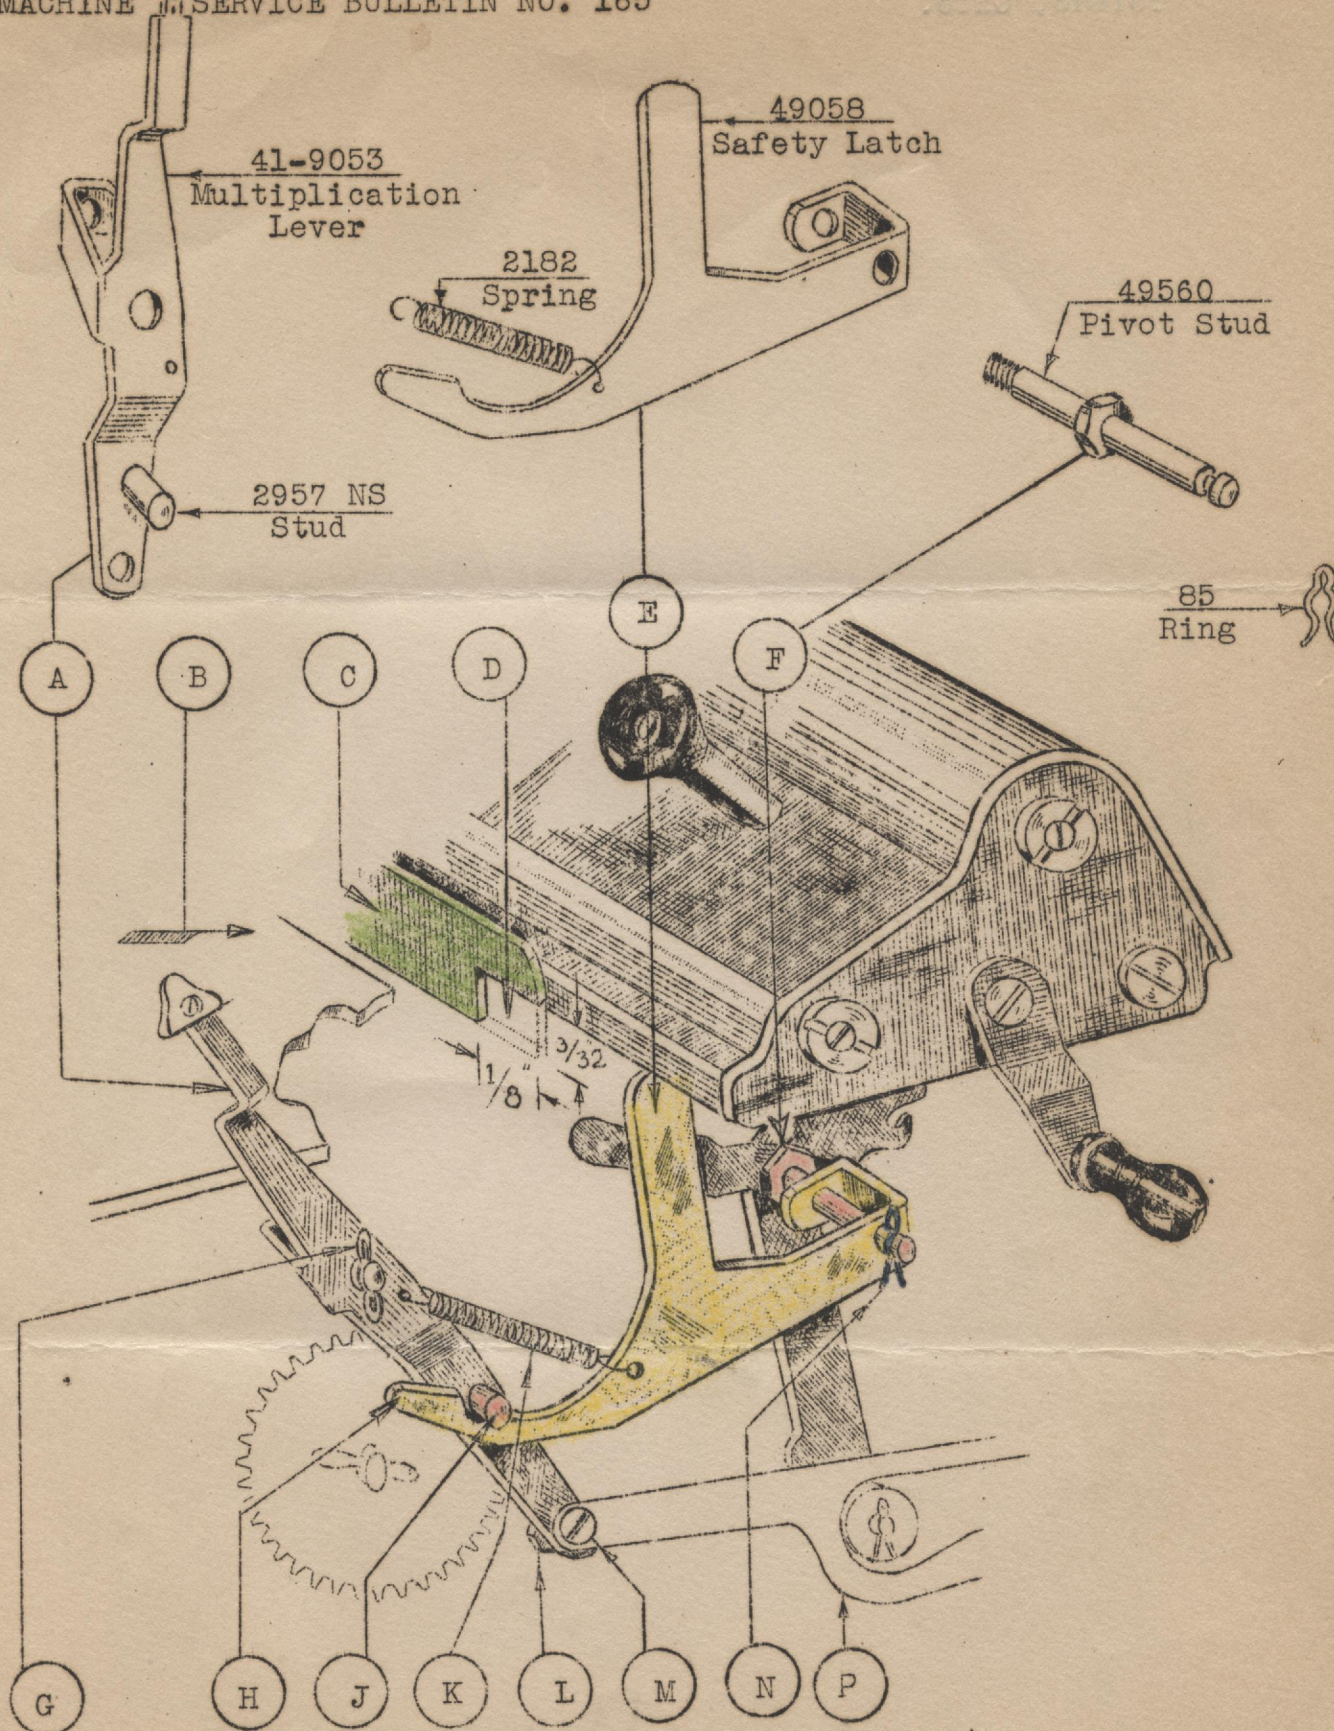 MACHINE SERVICE BULLETIN NO. 185
49058
Safety Latch
41-9053
Multiplication
Lever
2182
Spring
49560
Pivot Stud
2957 NS
Stud
85
Ring
A
B
C
D
E
F
3/32
1/8"
G
H
J
K
L
M
N
P